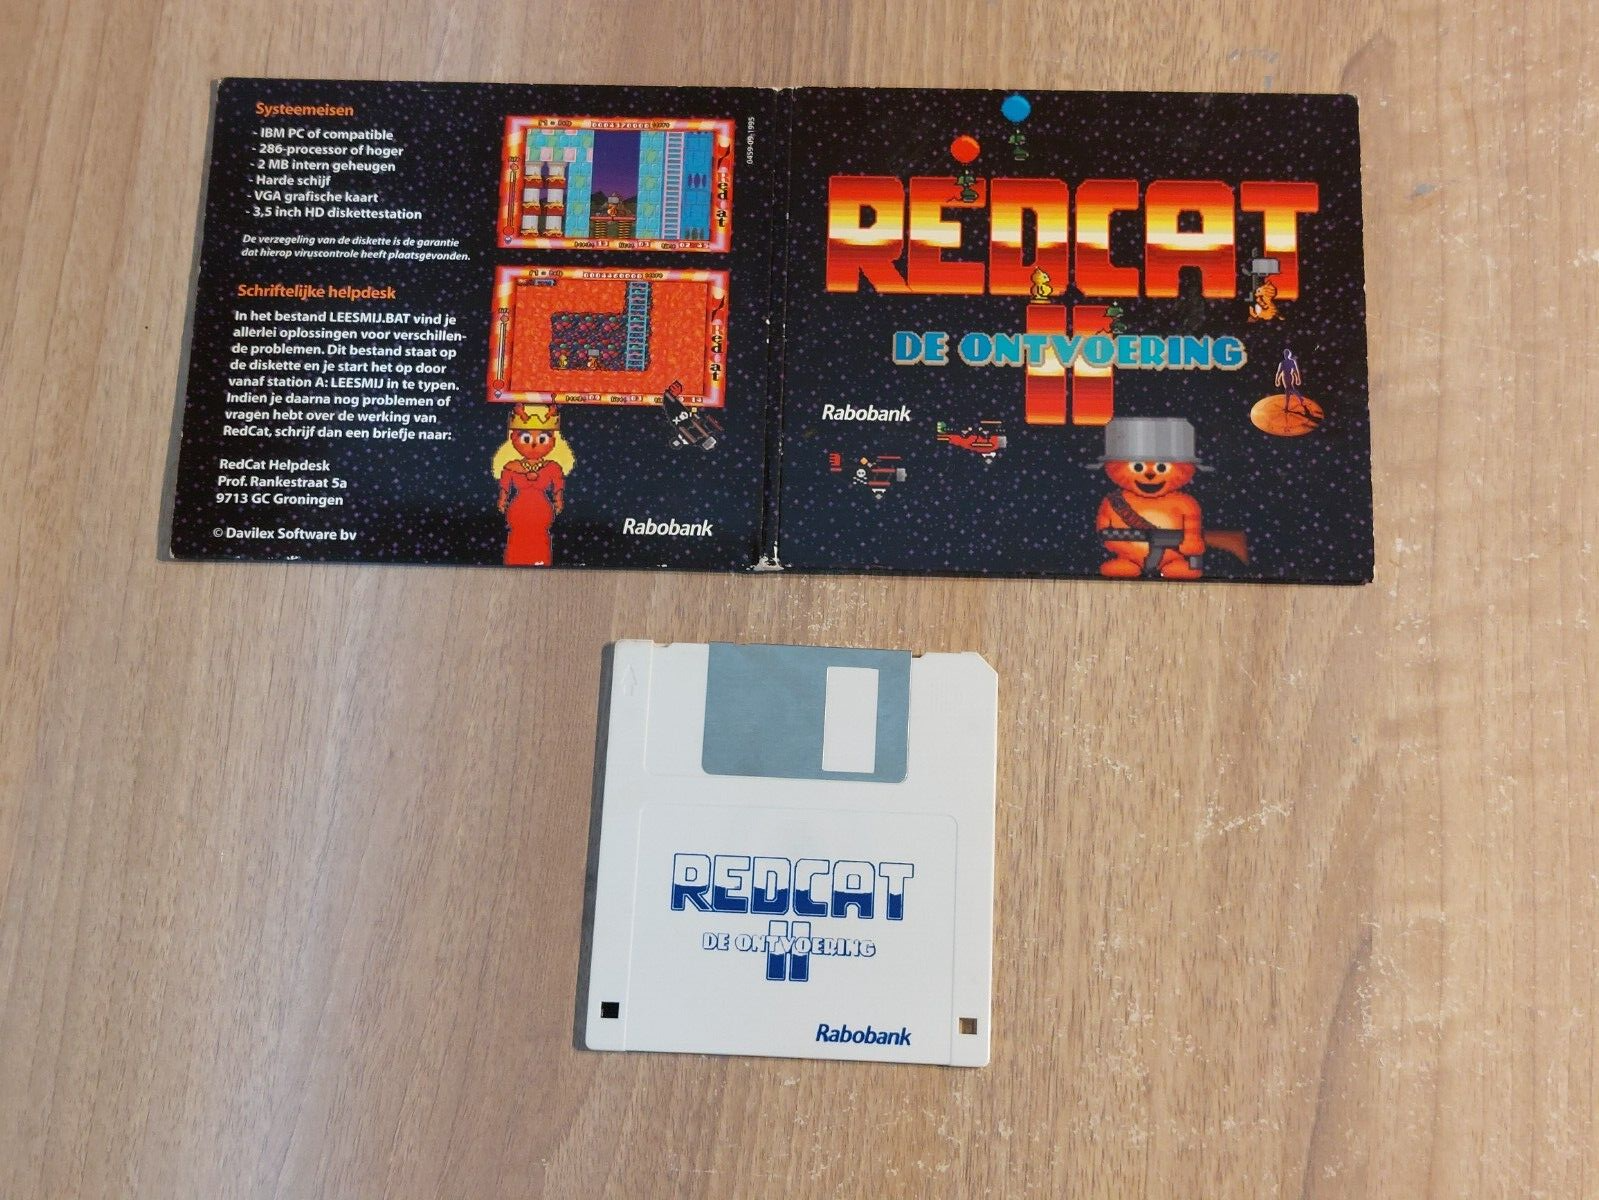 Systeemeisen
- IBM PC of compatible
- 286-processor of hoger
- 2 MB intern geheugen
- Harde schijf
- VGA grafische kaart
- 3,5 inch HD diskettestation
De verzegeling van de diskette is de garantie
dat hierop viruscontrole heeft plaatsgevonden.
Schriftelijke helpdesk
In het bestand LEESMIJ.BAT vind je
allerlei oplossingen voor verschillen-
de problemen. Dit bestand staat op
de diskette en je start het op door
vanaf station A: LEESMIJ in te typen.
Indien je daarna nog problemen of
vragen hebt over de werking van
RedCat, schrijf dan een briefje naar:
RedCat Helpdesk
Prof. Rankestraat 5a
9713 GC Groningen
© Davilex Software bv
Redcat
Redcat
0459-09.1995
Rabobank
REDCAT
II
DE ONTVOERING
Rabobank
REDCAT
II
DE ONTVOERING
Rabobank